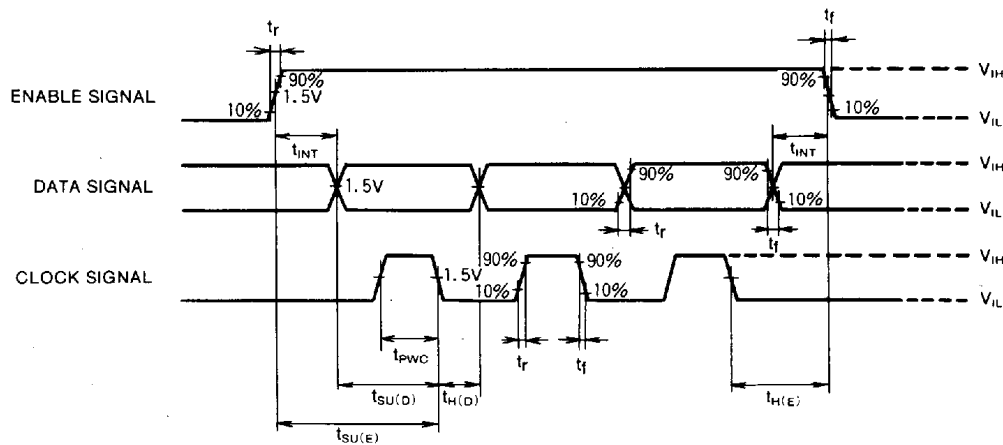 tr
tf
90%
90%
VIH
ENABLE SIGNAL
1.5V
10%
10%
VIL
tINT
tINT
VIH
DATA SIGNAL
1.5V
90%
90%
10%
10%
VIL
tr
tf
VIH
CLOCK SIGNAL
1.5V
90%
90%
10%
10%
VIL
tPWC
tr
tf
tSU(D)
tH(D)
tH(E)
tSU(E)